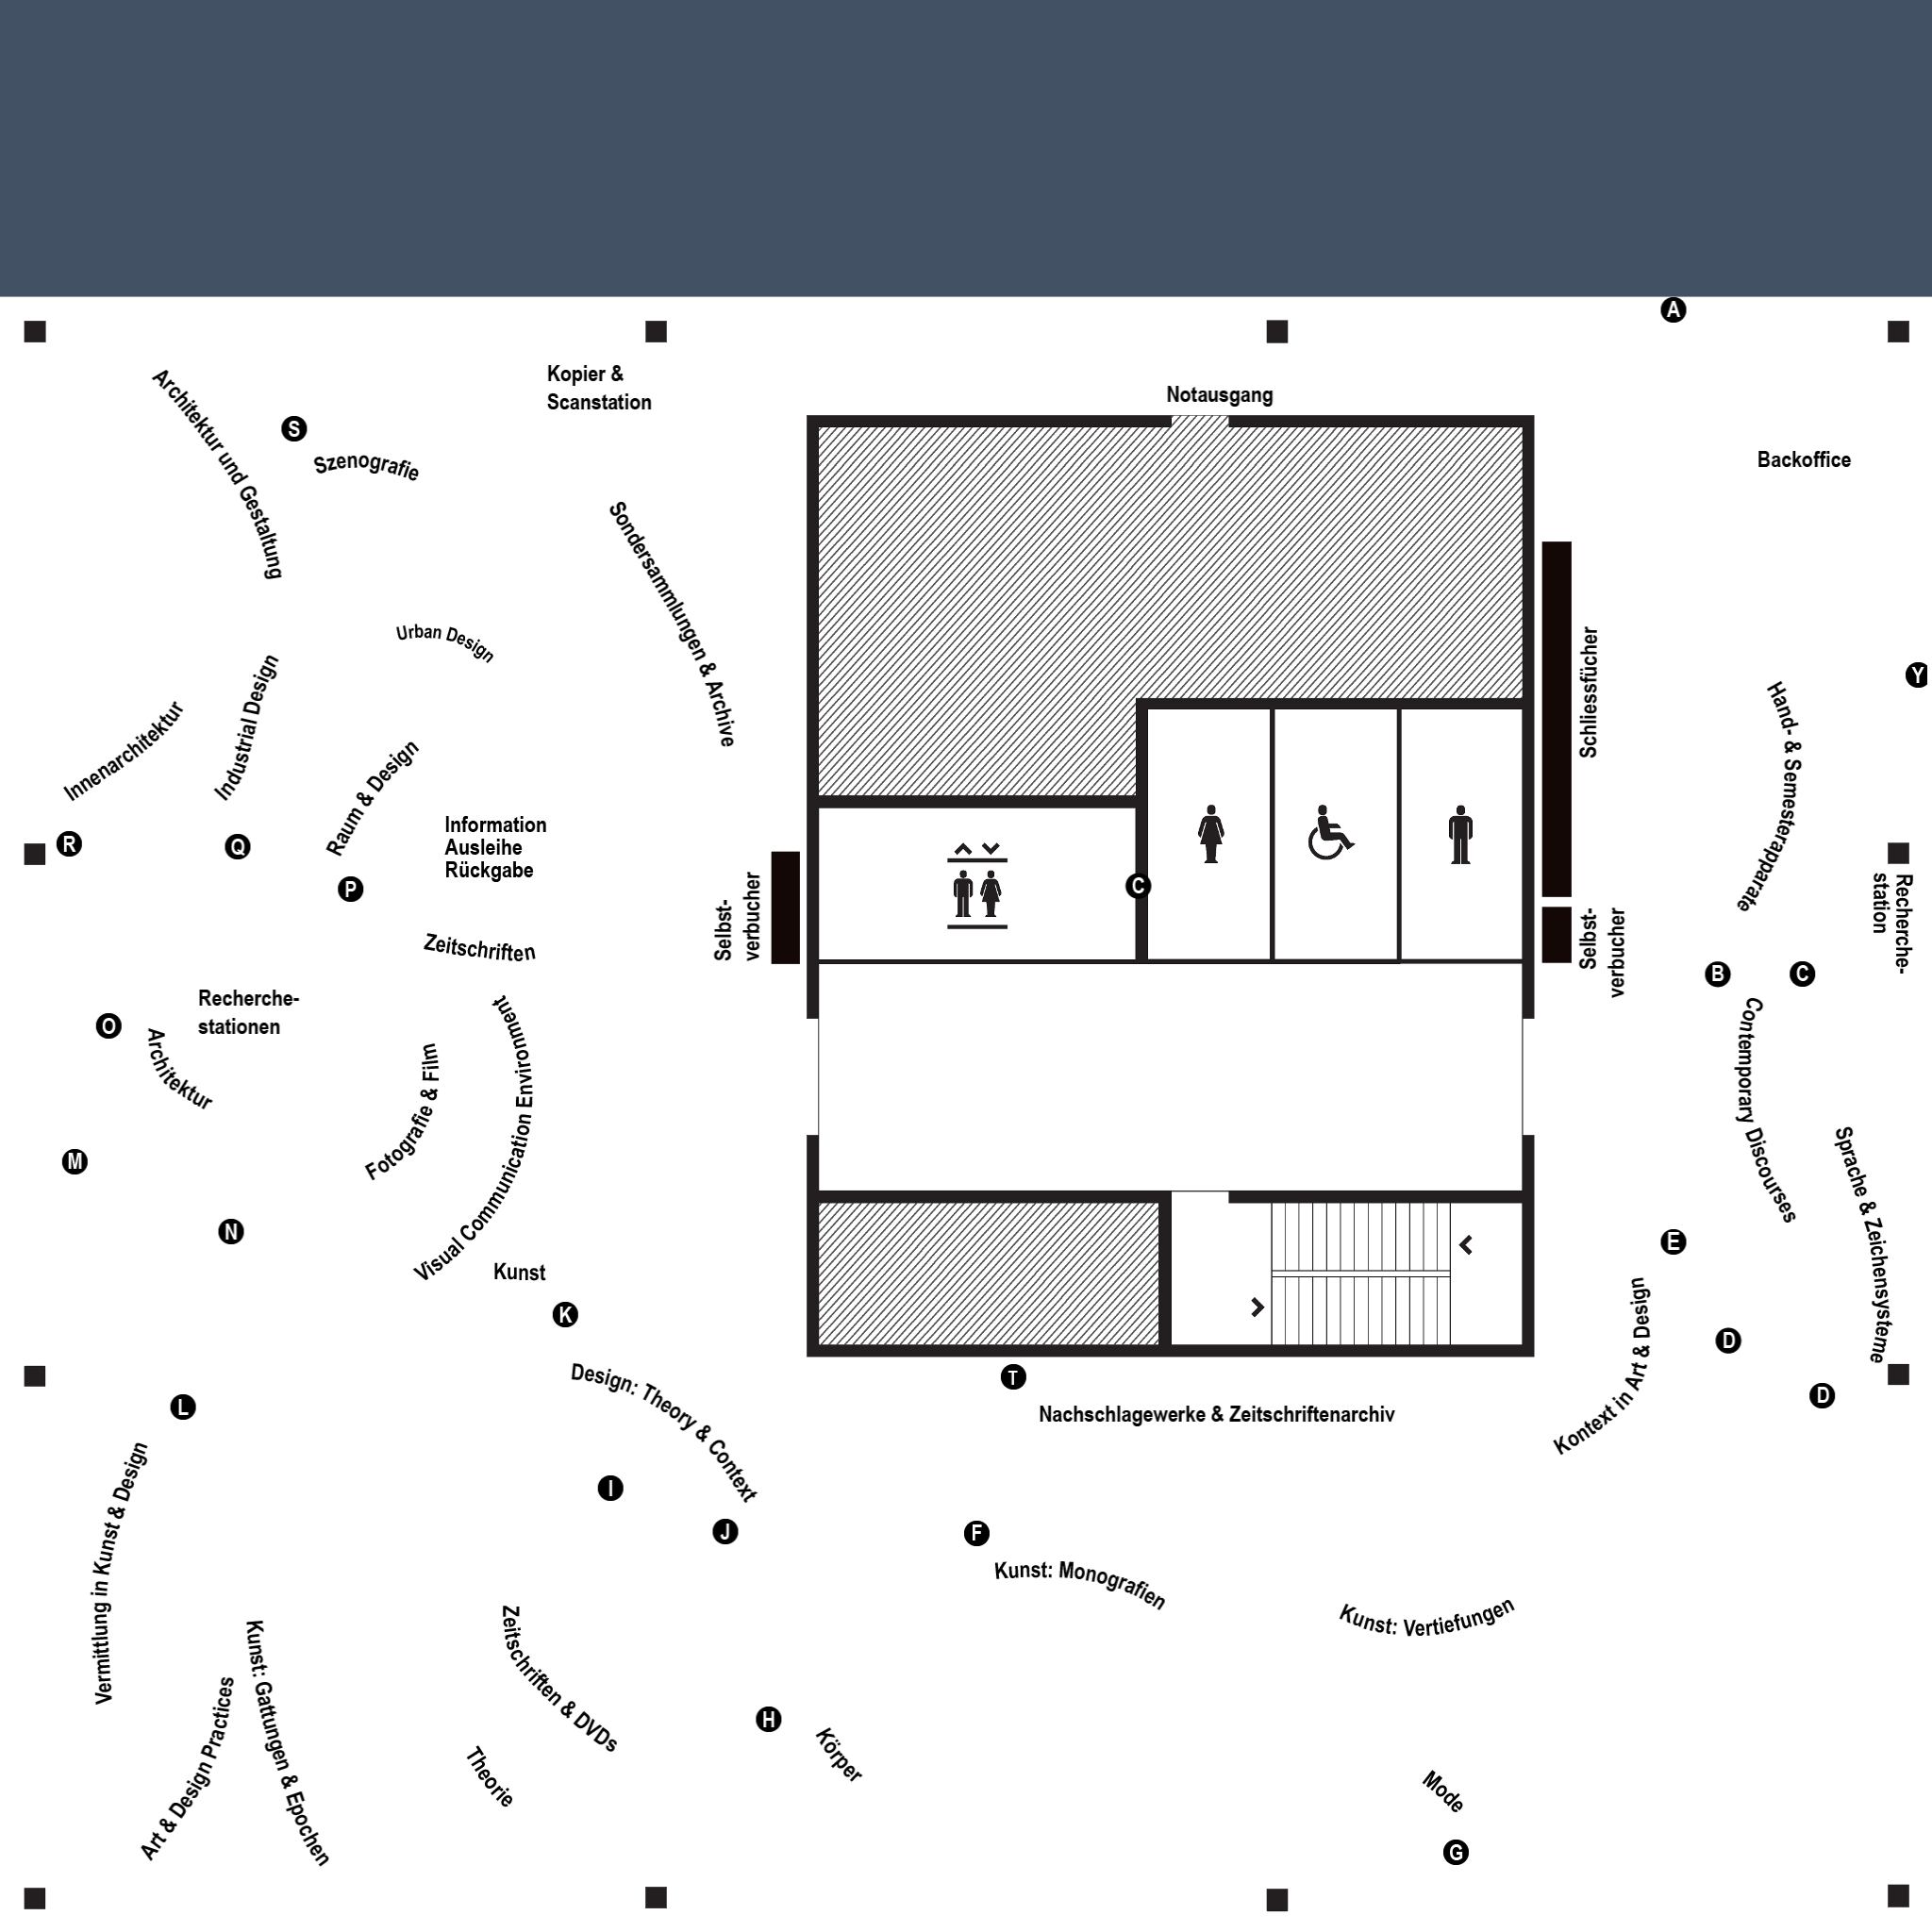 A
Kopier &
Scanstation
Notausgang
Architektur und Gestaltung
S
Szenografie
Backoffice
Sondersammlungen & Archive
Urban Design
Schliessfücher
Y
Hand- & Semesterapparate
Industrial Design
Innenarchitektur
Raum & Design
Information
Ausleihe
Rückgabe
R
Q
P
C
Selbst-
verbucher
Selbst-
verbucher
Recherche-
station
Zeitschriften
B
C
Recherche-
stationen
O
Architektur
Visual Communication Environment
Fotografie & Film
Contemporary Discourses
Sprache & Zeichensysteme
M
N
E
Kunst
K
Kontext in Art & Design
D
D
Design: Theory & Context
T
L
Nachschlagewerke & Zeitschriftenarchiv
Vermittlung in Kunst & Design
I
J
F
Kunst: Monografien
Kunst: Vertiefungen
Zeitschriften & DVDs
Kunst: Gattungen & Epochen
Art & Design Practices
H
Körper
Theorie
Mode
G